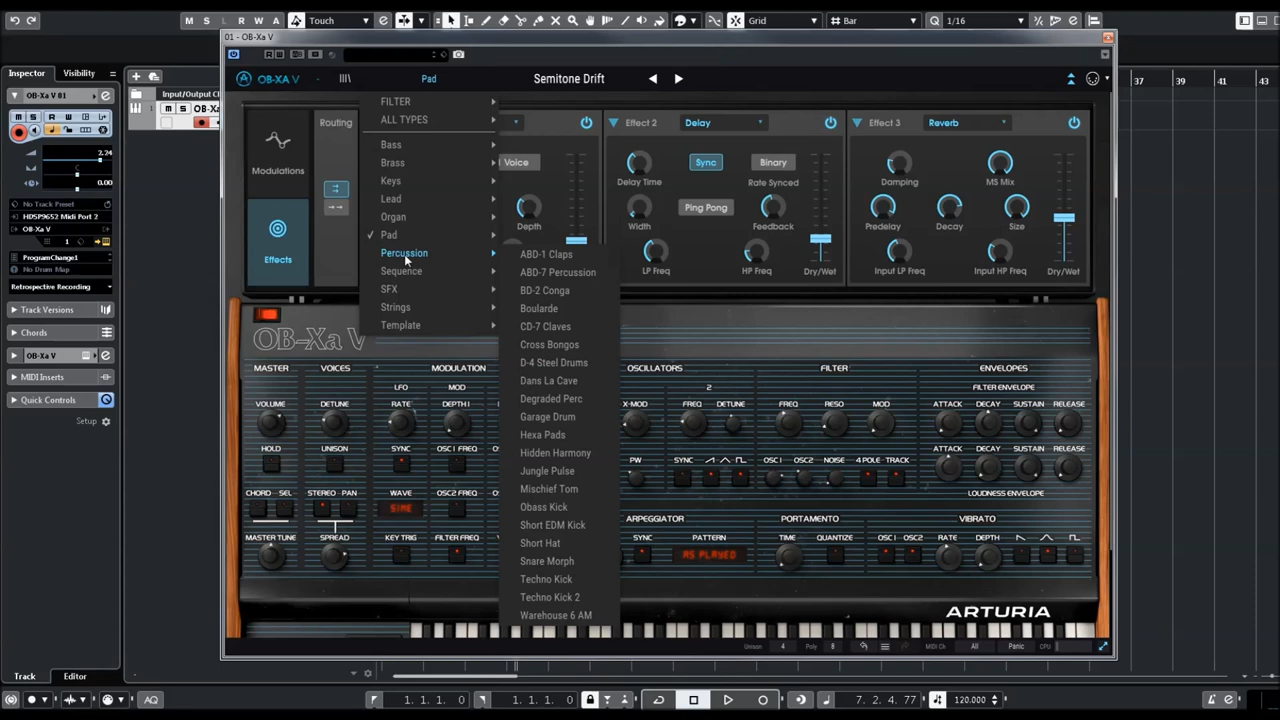 M S L R W A Touch Grid Bar 1/16
01 - OB-Xa V
Inspector Visibility
37 39 41 43
Input/Output C
OB-Xa V 01
OB-Xa
2.24
0.00
No Track Preset
HDSP9652 Midi Port 2
OB-Xa V
1
ProgramChange1
No Drum Map
Retrospective Recording
Track Versions
Chords
OB-Xa V
MIDI Inserts
Quick Controls
Setup
Track Editor
OB-XA V Pad Semitone Drift
Modulations
Effects
Routing
FILTER
ALL TYPES
Bass
Brass
Keys
Lead
Organ
Pad
Percussion
Sequence
SFX
Strings
Template
ABD-1 Claps
ABD-7 Percussion
BD-2 Conga
Boularde
CD-7 Claves
Cross Bongos
D-4 Steel Drums
Dans La Cave
Degraded Perc
Garage Drum
Hexa Pads
Hidden Harmony
Jungle Pulse
Mischief Tom
Obass Kick
Short EDM Kick
Short Hat
Snare Morph
Techno Kick
Techno Kick 2
Warehouse 6 AM
Voice
Depth
Effect 2 Delay
Sync Binary
Delay Time Rate Synced
Ping Pong
Width Feedback
LP Freq HP Freq Dry/Wet
Effect 3 Reverb
Damping MS Mix
Predelay Decay Size
Input LP Freq Input HP Freq Dry/Wet
OB-Xa V
MASTER VOICES MODULATION OSCILLATORS FILTER ENVELOPES
LFO MOD 2 FILTER ENVELOPE
VOLUME DETUNE RATE DEPTH I X-MOD FREQ DETUNE FREQ RESO MOD ATTACK DECAY SUSTAIN RELEASE
HOLD UNISON SYNC OSC1 FREQ PW SYNC OSC1 OSC2 NOISE 4 POLE TRACK ATTACK DECAY SUSTAIN RELEASE
CHORD SEL STEREO PAN WAVE OSC2 FREQ LOUDNESS ENVELOPE
SINE
ARPEGGIATOR PORTAMENTO VIBRATO
MASTER TUNE SPREAD KEY TRIG FILTER FREQ SYNC PATTERN TIME QUANTIZE OSC1 OSC2 RATE DEPTH
AS PLAYED
ARTURIA
Unison 4 Poly 8 MIDI Ch All Panic CPU
AQ 1. 1. 1. 0 1. 1. 1. 0 7. 2. 4. 77 120.000